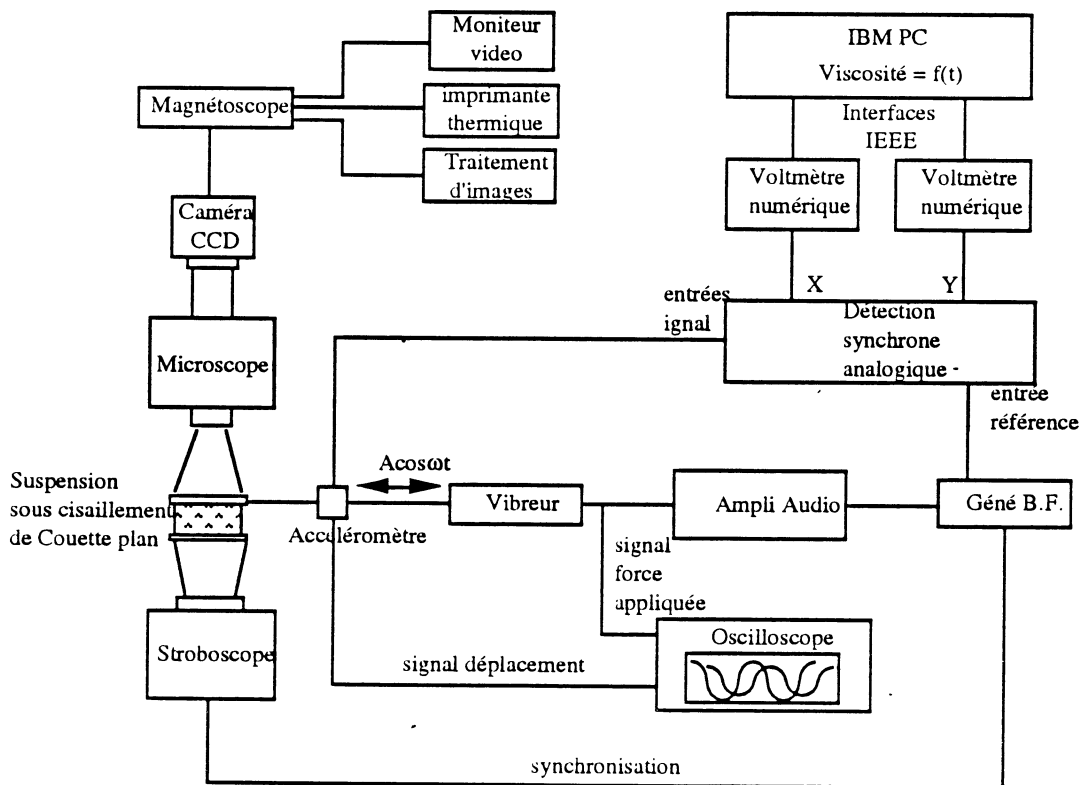 Moniteur
video
IBM PC
Viscosité = f(t)
Magnétoscope
imprimante
thermique
Interfaces
IEEE
Traitement
d'images
Voltmètre
numérique
Voltmètre
numérique
Caméra
CCD
X
Y
entrées
ignal
Détection
synchrone
analogique -
Microscope
entrée
référence
Acosωt
Suspension
sous cisaillement
de Couette plan
Vibreur
Ampli Audio
Géné B.F.
Accéléromètre
signal
force
appliquée
Oscilloscope
Stroboscope
signal déplacement
synchronisation